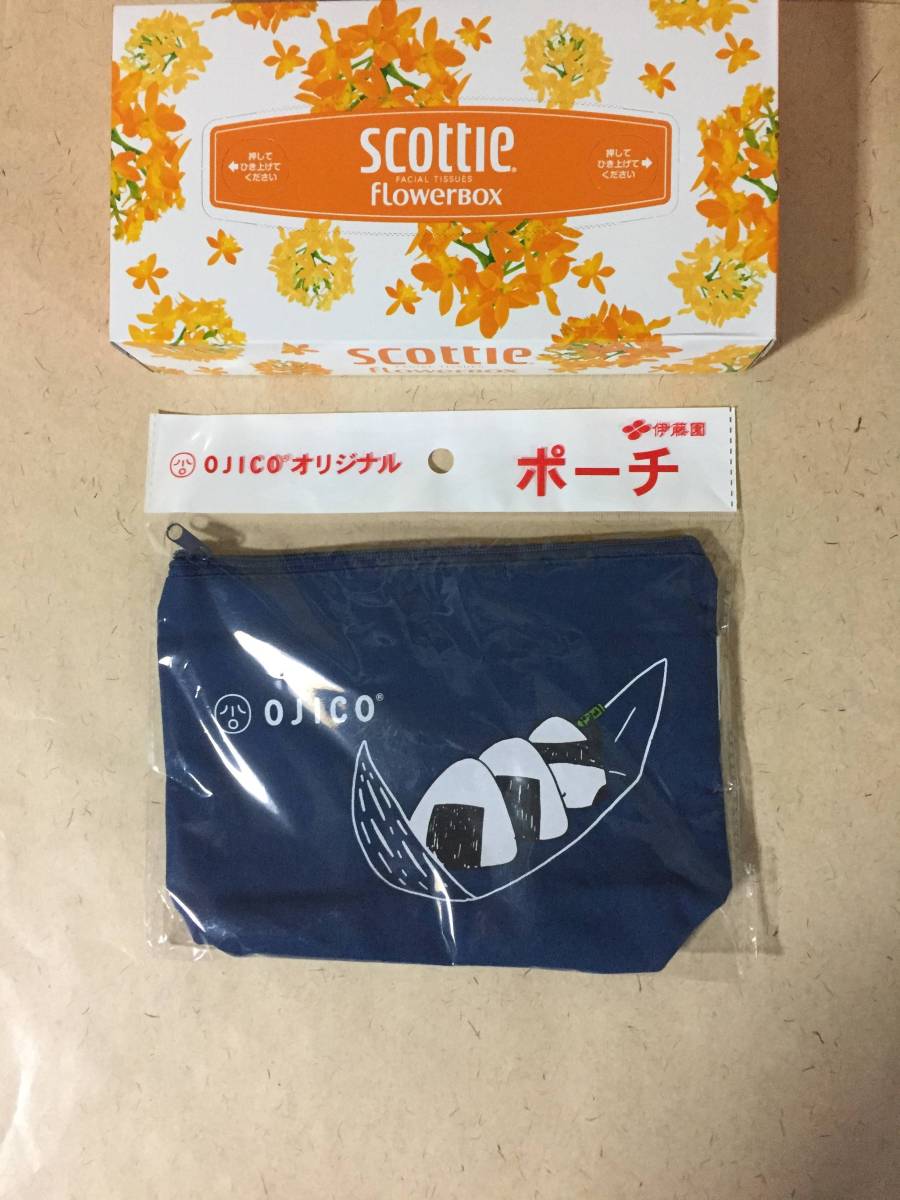 scottie®
FACIAL TISSUES
flowerbox
押して
ひき上げて
ください
押して
ひき上げて
ください
scottie
FACIAL TISSUES
flowerbox
伊藤園
OJICO®オリジナル
ポーチ
OJICO®